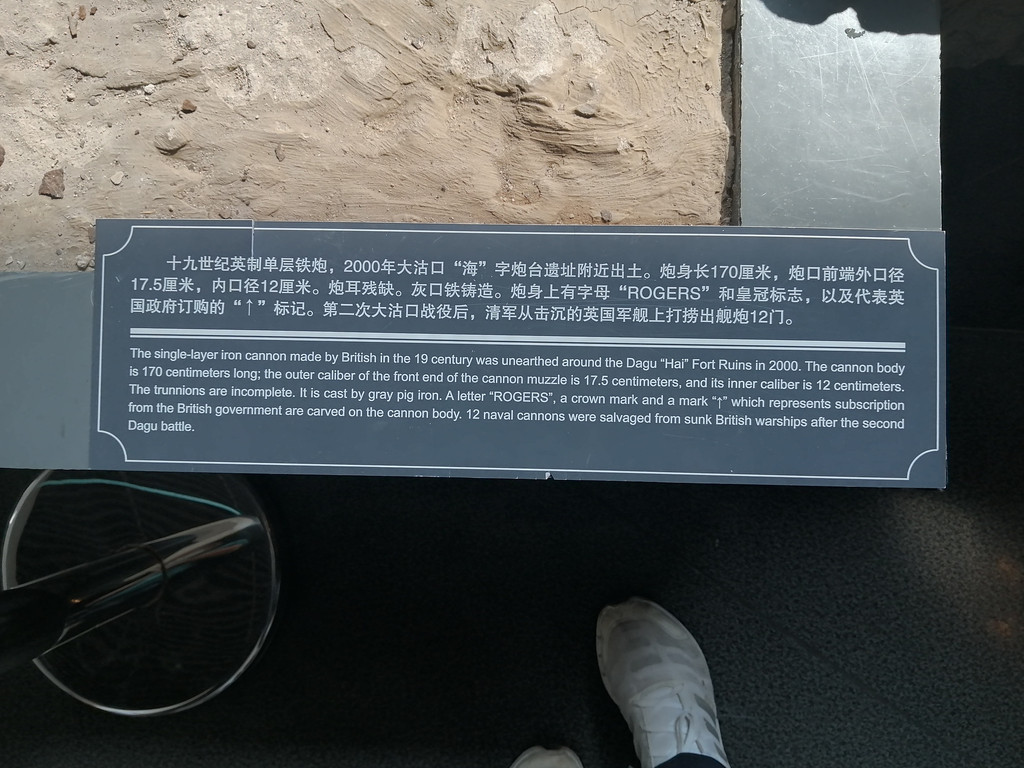 十九世纪英制单层铁炮，2000年大沽口“海”字炮台遗址附近出土。炮身长170厘米，炮口前端外口径
17.5厘米，内口径12厘米。炮耳残缺。灰口铁铸造。炮身上有字母“ROGERS”和皇冠标志，以及代表英
国政府订购的“↑”标记。第二次大沽口战役后，清军从击沉的英国军舰上打捞出舰炮12门。
The single-layer iron cannon made by British in the 19 century was unearthed around the Dagu “Hai” Fort Ruins in 2000. The cannon body
is 170 centimeters long; the outer caliber of the front end of the cannon muzzle is 17.5 centimeters, and its inner caliber is 12 centimeters.
The trunnions are incomplete. It is cast by gray pig iron. A letter “ROGERS”, a crown mark and a mark “↑” which represents subscription
from the British government are carved on the cannon body. 12 naval cannons were salvaged from sunk British warships after the second
Dagu battle.